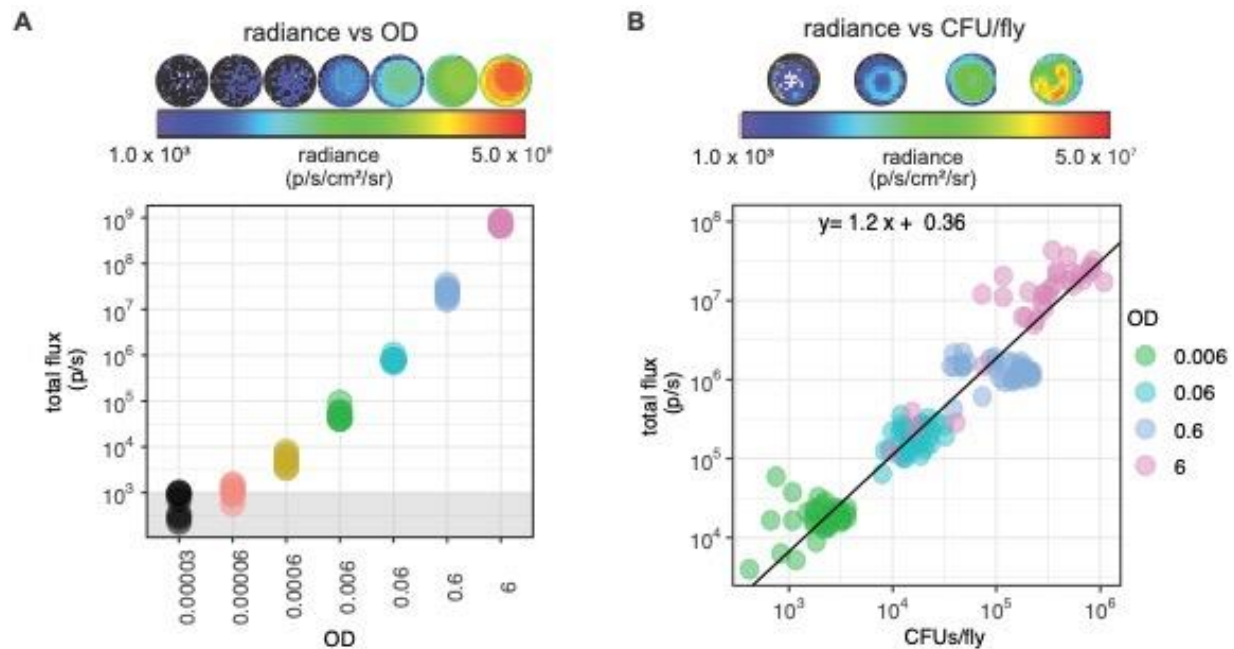 A
radiance vs OD
1.0 x 10³
radiance
(p/s/cm²/sr)
5.0 x 10⁸
10⁹
10⁸
10⁷
10⁶
10⁵
10⁴
10³
total flux
(p/s)
0.00003
0.00006
0.0006
0.006
0.06
0.6
6
OD
B
radiance vs CFU/fly
1.0 x 10³
radiance
(p/s/cm²/sr)
5.0 x 10⁷
y= 1.2 x + 0.36
10⁸
10⁷
10⁶
10⁵
10⁴
total flux
(p/s)
10³
10⁴
10⁵
10⁶
CFUs/fly
OD
0.006
0.06
0.6
6